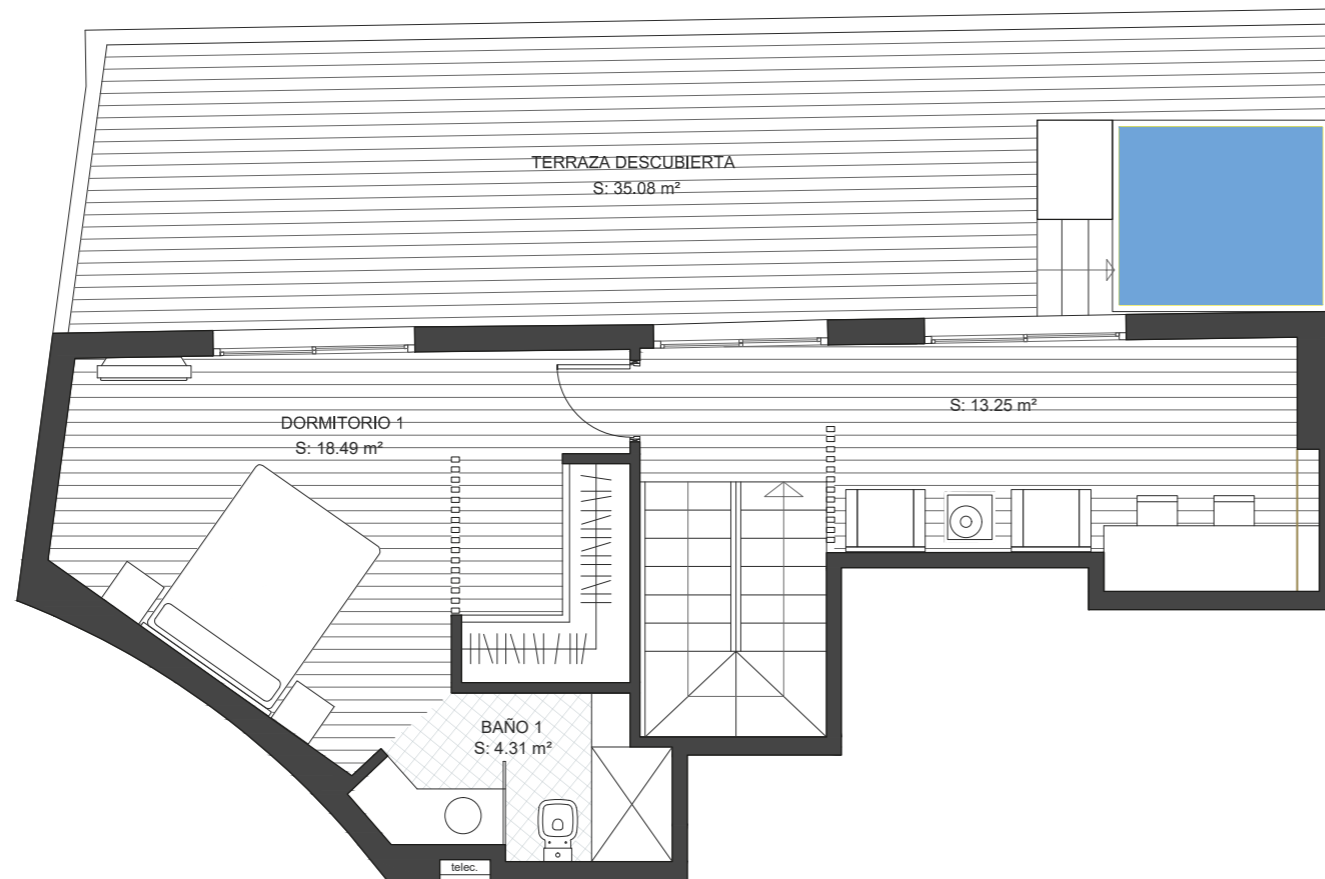 TERRAZA DESCUBIERTA
S: 35.08 m²
DORMITORIO 1
S: 18.49 m²
S: 13.25 m²
BAÑO 1
S: 4.31 m²
telec.